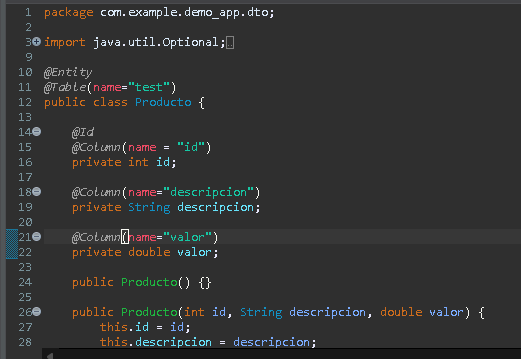 1 package com.example.demo_app.dto;
2
3 import java.util.Optional;
9
10 @Entity
11 @Table(name="test")
12 public class Producto {
13
14 @Id
15 @Column(name = "id")
16 private int id;
17
18 @Column(name="descripcion")
19 private String descripcion;
20
21 @Column(name="valor")
22 private double valor;
23
24 public Producto() {}
25
26 public Producto(int id, String descripcion, double valor) {
27 this.id = id;
28 this.descripcion = descripcion;